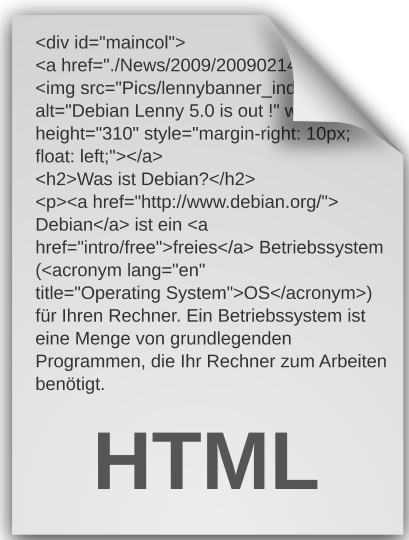 <div id="maincol">
<a href="./News/2009/20090214
<img src="Pics/lennybanner_ind
alt="Debian Lenny 5.0 is out !" w
height="310" style="margin-right: 10px;
float: left;"></a>
<h2>Was ist Debian?</h2>
<p><a href="http://www.debian.org/">
Debian</a> ist ein <a
href="intro/free">freies</a> Betriebssystem
(<acronym lang="en"
title="Operating System">OS</acronym>)
für Ihren Rechner. Ein Betriebssystem ist
eine Menge von grundlegenden
Programmen, die Ihr Rechner zum Arbeiten
benötigt.
HTML